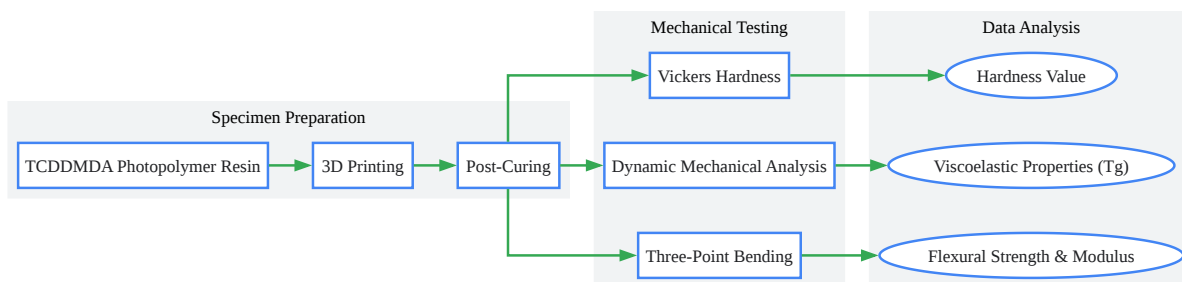 Mechanical Testing
Data Analysis
Vickers Hardness
Hardness Value
Specimen Preparation
TCDDMDA Photopolymer Resin
3D Printing
Post-Curing
Dynamic Mechanical Analysis
Viscoelastic Properties (Tg)
Three-Point Bending
Flexural Strength & Modulus